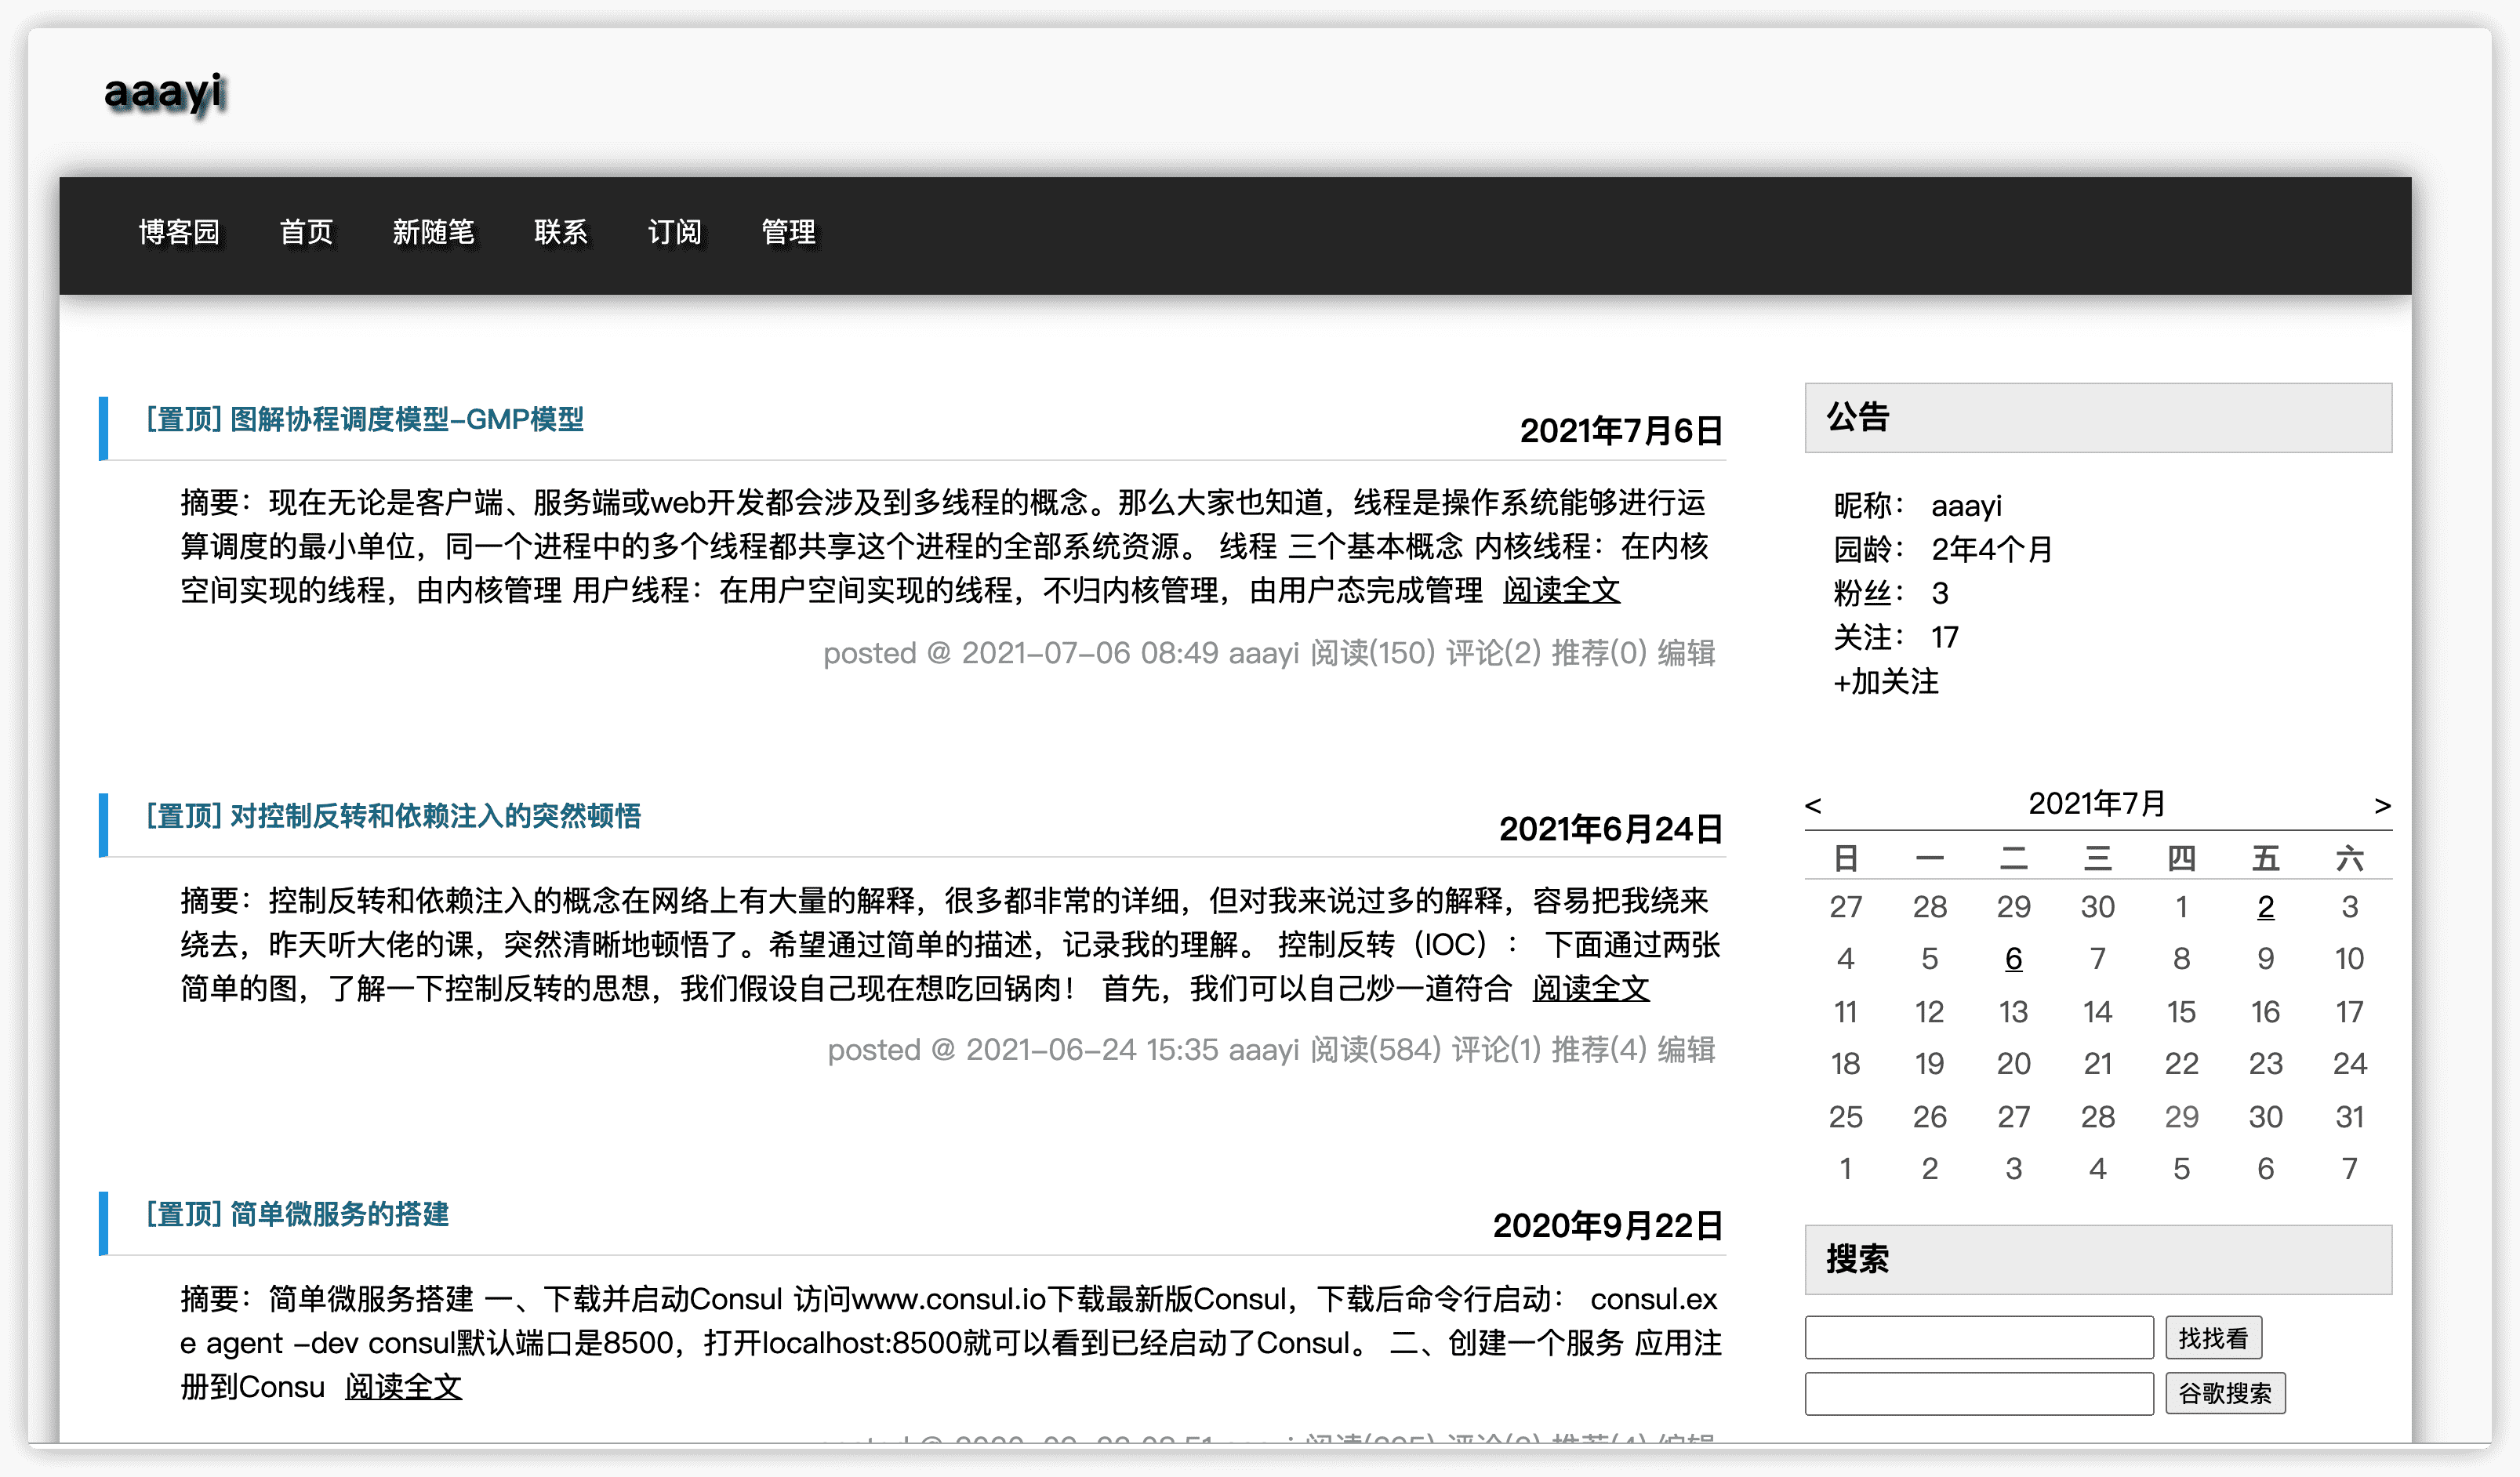 aaayi
博客园 首页 新随笔 联系 订阅 管理
[置顶] 图解协程调度模型-GMP模型
2021年7月6日
摘要：现在无论是客户端、服务端或web开发都会涉及到多线程的概念。那么大家也知道，线程是操作系统能够进行运
算调度的最小单位，同一个进程中的多个线程都共享这个进程的全部系统资源。 线程 三个基本概念 内核线程：在内核
空间实现的线程，由内核管理 用户线程：在用户空间实现的线程，不归内核管理，由用户态完成管理 阅读全文
posted @ 2021-07-06 08:49 aaayi 阅读(150) 评论(2) 推荐(0) 编辑
[置顶] 对控制反转和依赖注入的突然顿悟
2021年6月24日
摘要：控制反转和依赖注入的概念在网络上有大量的解释，很多都非常的详细，但对我来说过多的解释，容易把我绕来
绕去，昨天听大佬的课，突然清晰地顿悟了。希望通过简单的描述，记录我的理解。 控制反转（IOC）： 下面通过两张
简单的图，了解一下控制反转的思想，我们假设自己现在想吃回锅肉！ 首先，我们可以自己炒一道符合 阅读全文
posted @ 2021-06-24 15:35 aaayi 阅读(584) 评论(1) 推荐(4) 编辑
[置顶] 简单微服务的搭建
2020年9月22日
摘要：简单微服务搭建 一、下载并启动Consul 访问www.consul.io下载最新版Consul，下载后命令行启动： consul.ex
e agent -dev consul默认端口是8500，打开localhost:8500就可以看到已经启动了Consul。 二、创建一个服务 应用注
册到Consu 阅读全文
公告
昵称： aaayi
园龄： 2年4个月
粉丝： 3
关注： 17
+加关注
< 2021年7月 >
日 一 二 三 四 五 六
27 28 29 30 1 2 3
4 5 6 7 8 9 10
11 12 13 14 15 16 17
18 19 20 21 22 23 24
25 26 27 28 29 30 31
1 2 3 4 5 6 7
搜索
找找看
谷歌搜索